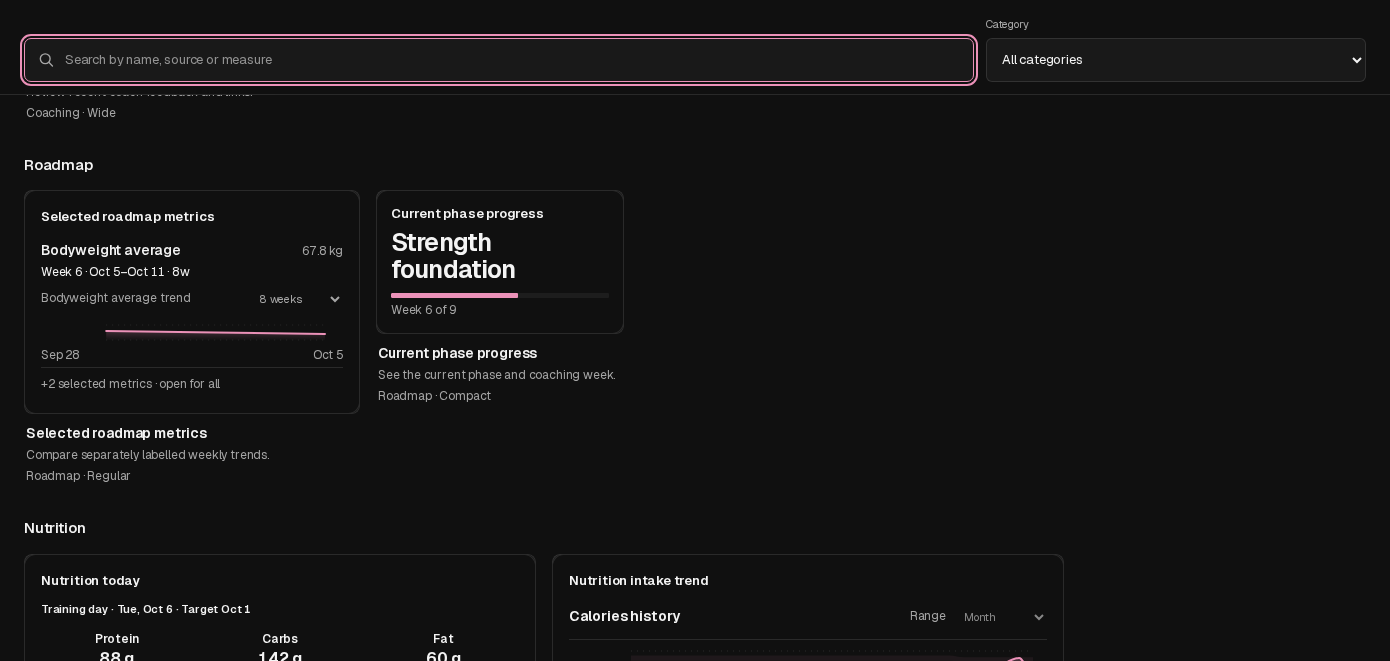 Category
Search by name, source or measure
All categories
Coaching · Wide
Roadmap
Selected roadmap metrics
Bodyweight average
67.8 kg
Week 6 · Oct 5–Oct 11 · 8w
Bodyweight average trend
8 weeks
Sep 28
Oct 5
+2 selected metrics · open for all
Selected roadmap metrics
Compare separately labelled weekly trends.
Roadmap · Regular
Current phase progress
Strength
foundation
Week 6 of 9
Current phase progress
See the current phase and coaching week.
Roadmap · Compact
Nutrition
Nutrition today
Training day · Tue, Oct 6 · Target Oct 1
Protein
Carbs
Fat
88 g
142 g
60 g
Nutrition intake trend
Calories history
Range
Month